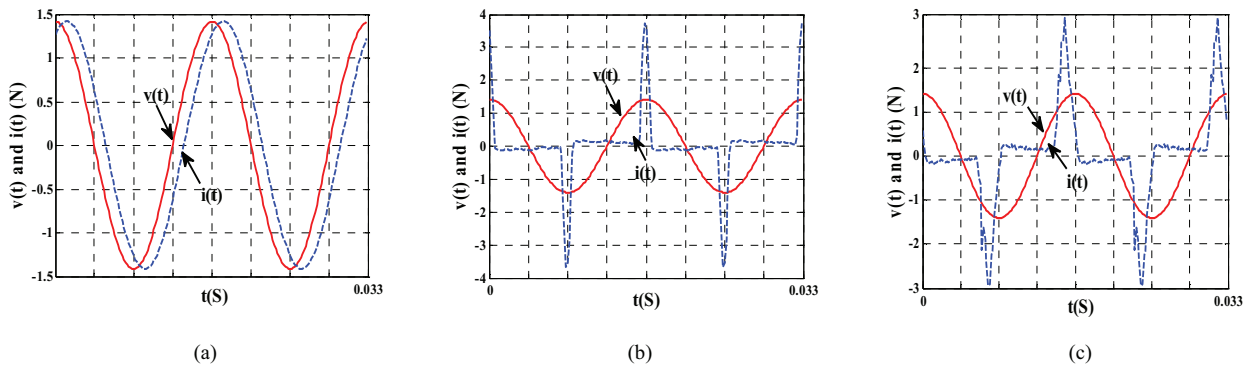 v(t) and i(t) (N)
1.5
1
0.5
0
-0.5
-1
-1.5
v(t)
i(t)
0.033
t(S)
(a)
v(t) and i(t) (N)
4
3
2
1
0
-1
-2
-3
-4
v(t)
i(t)
0
0.033
t(S)
(b)
v(t) and i(t) (N)
3
2
1
0
-1
-2
-3
v(t)
i(t)
0
0.033
t(S)
(c)